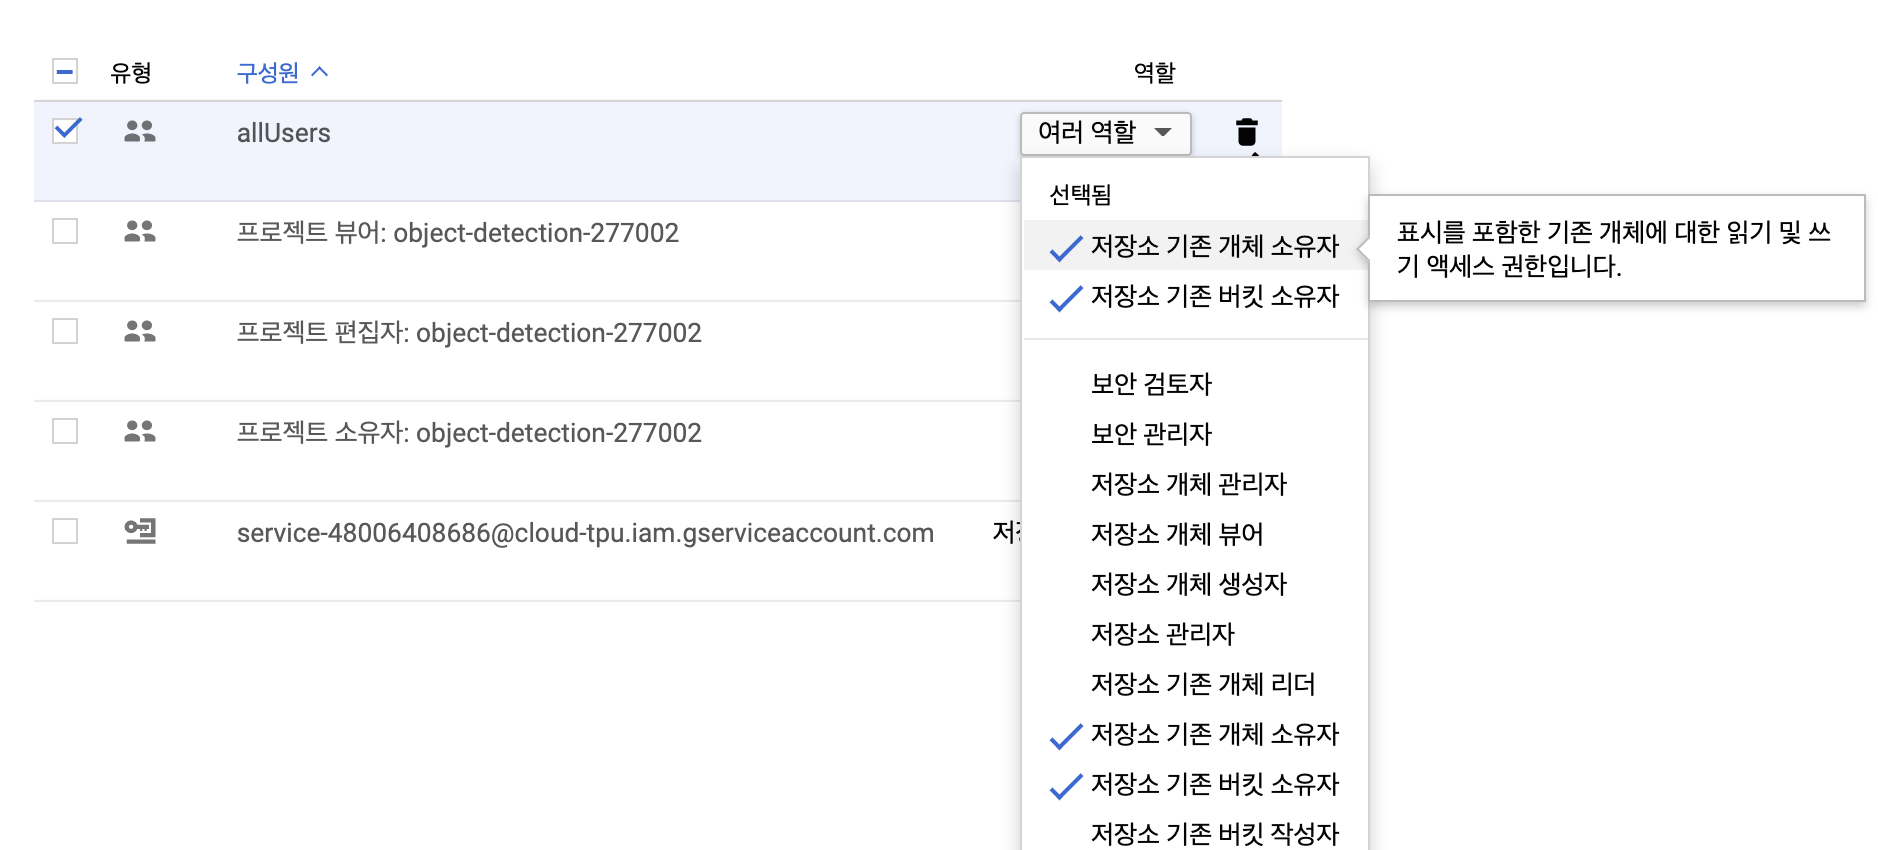 유형 구성원 역할
allUsers 여러 역할
프로젝트 뷰어: object-detection-277002
프로젝트 편집자: object-detection-277002
프로젝트 소유자: object-detection-277002
service-48006408686@cloud-tpu.iam.gserviceaccount.com
선택됨
저장소 기존 개체 소유자
저장소 기존 버킷 소유자
보안 검토자
보안 관리자
저장소 개체 관리자
저장소 개체 뷰어
저장소 개체 생성자
저장소 관리자
저장소 기존 개체 리더
저장소 기존 개체 소유자
저장소 기존 버킷 소유자
저장소 기존 버킷 작성자
표시를 포함한 기존 개체에 대한 읽기 및 쓰
기 액세스 권한입니다.